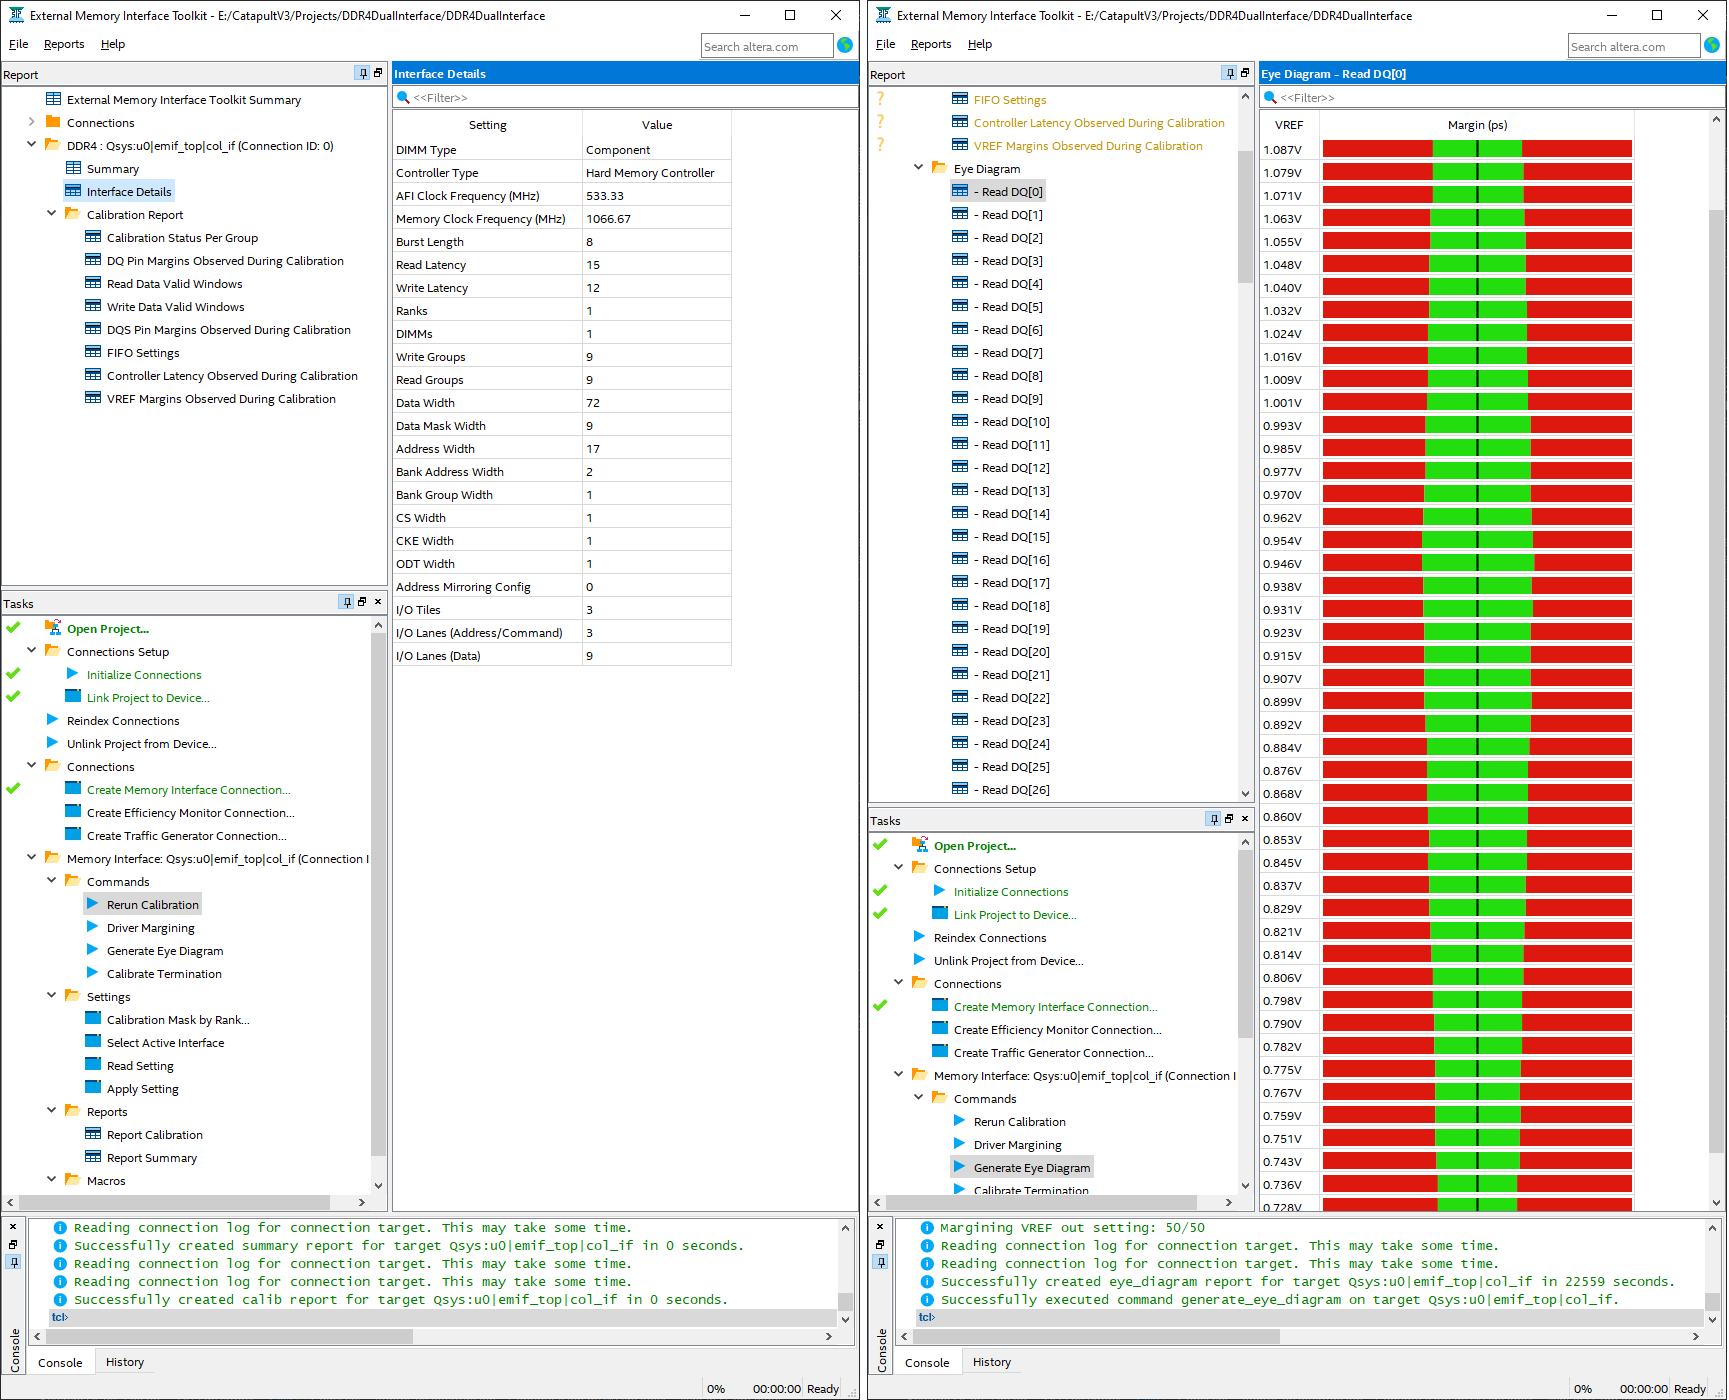 External Memory Interface Toolkit - E:/CatapultV3/Projects/DDR4DualInterface/DDR4DualInterface
File Reports Help
Search altera.com
Report
External Memory Interface Toolkit Summary
Connections
DDR4 : Qsys:u0|emif_top|col_if (Connection ID: 0)
Summary
Interface Details
Calibration Report
Calibration Status Per Group
DQ Pin Margins Observed During Calibration
Read Data Valid Windows
Write Data Valid Windows
DQS Pin Margins Observed During Calibration
FIFO Settings
Controller Latency Observed During Calibration
VREF Margins Observed During Calibration
Tasks
Open Project...
Connections Setup
Initialize Connections
Link Project to Device...
Reindex Connections
Unlink Project from Device...
Connections
Create Memory Interface Connection...
Create Efficiency Monitor Connection...
Create Traffic Generator Connection...
Memory Interface: Qsys:u0|emif_top|col_if (Connection I
Commands
Rerun Calibration
Driver Margining
Generate Eye Diagram
Calibrate Termination
Settings
Calibration Mask by Rank...
Select Active Interface
Read Setting
Apply Setting
Reports
Report Calibration
Report Summary
Macros
Interface Details
<<Filter>>
Setting Value
DIMM Type Component
Controller Type Hard Memory Controller
AFI Clock Frequency (MHz) 533.33
Memory Clock Frequency (MHz) 1066.67
Burst Length 8
Read Latency 15
Write Latency 12
Ranks 1
DIMMs 1
Write Groups 9
Read Groups 9
Data Width 72
Data Mask Width 9
Address Width 17
Bank Address Width 2
Bank Group Width 1
CS Width 1
CKE Width 1
ODT Width 1
Address Mirroring Config 0
I/O Tiles 3
I/O Lanes (Address/Command) 3
I/O Lanes (Data) 9
Console
Reading connection log for connection target. This may take some time.
Successfully created summary report for target Qsys:u0|emif_top|col_if in 0 seconds.
Reading connection log for connection target. This may take some time.
Reading connection log for connection target. This may take some time.
Successfully created calib report for target Qsys:u0|emif_top|col_if in 0 seconds.
tcl>
Console History
0% 00:00:00 Ready
External Memory Interface Toolkit - E:/CatapultV3/Projects/DDR4DualInterface/DDR4DualInterface
File Reports Help
Search altera.com
Report
? FIFO Settings
? Controller Latency Observed During Calibration
? VREF Margins Observed During Calibration
Eye Diagram
- Read DQ[0]
- Read DQ[1]
- Read DQ[2]
- Read DQ[3]
- Read DQ[4]
- Read DQ[5]
- Read DQ[6]
- Read DQ[7]
- Read DQ[8]
- Read DQ[9]
- Read DQ[10]
- Read DQ[11]
- Read DQ[12]
- Read DQ[13]
- Read DQ[14]
- Read DQ[15]
- Read DQ[16]
- Read DQ[17]
- Read DQ[18]
- Read DQ[19]
- Read DQ[20]
- Read DQ[21]
- Read DQ[22]
- Read DQ[23]
- Read DQ[24]
- Read DQ[25]
- Read DQ[26]
Tasks
Open Project...
Connections Setup
Initialize Connections
Link Project to Device...
Reindex Connections
Unlink Project from Device...
Connections
Create Memory Interface Connection...
Create Efficiency Monitor Connection...
Create Traffic Generator Connection...
Memory Interface: Qsys:u0|emif_top|col_if (Connection I
Commands
Rerun Calibration
Driver Margining
Generate Eye Diagram
Calibrate Termination
Eye Diagram - Read DQ[0]
<<Filter>>
VREF Margin (ps)
1.087V
1.079V
1.071V
1.063V
1.055V
1.048V
1.040V
1.032V
1.024V
1.016V
1.009V
1.001V
0.993V
0.985V
0.977V
0.970V
0.962V
0.954V
0.946V
0.938V
0.931V
0.923V
0.915V
0.907V
0.899V
0.892V
0.884V
0.876V
0.868V
0.860V
0.853V
0.845V
0.837V
0.829V
0.821V
0.814V
0.806V
0.798V
0.790V
0.782V
0.775V
0.767V
0.759V
0.751V
0.743V
0.736V
0.728V
Console
Margining VREF out setting: 50/50
Reading connection log for connection target. This may take some time.
Reading connection log for connection target. This may take some time.
Successfully created eye_diagram report for target Qsys:u0|emif_top|col_if in 22559 seconds.
Successfully executed command generate_eye_diagram on target Qsys:u0|emif_top|col_if.
tcl>
Console History
0% 00:00:00 Ready